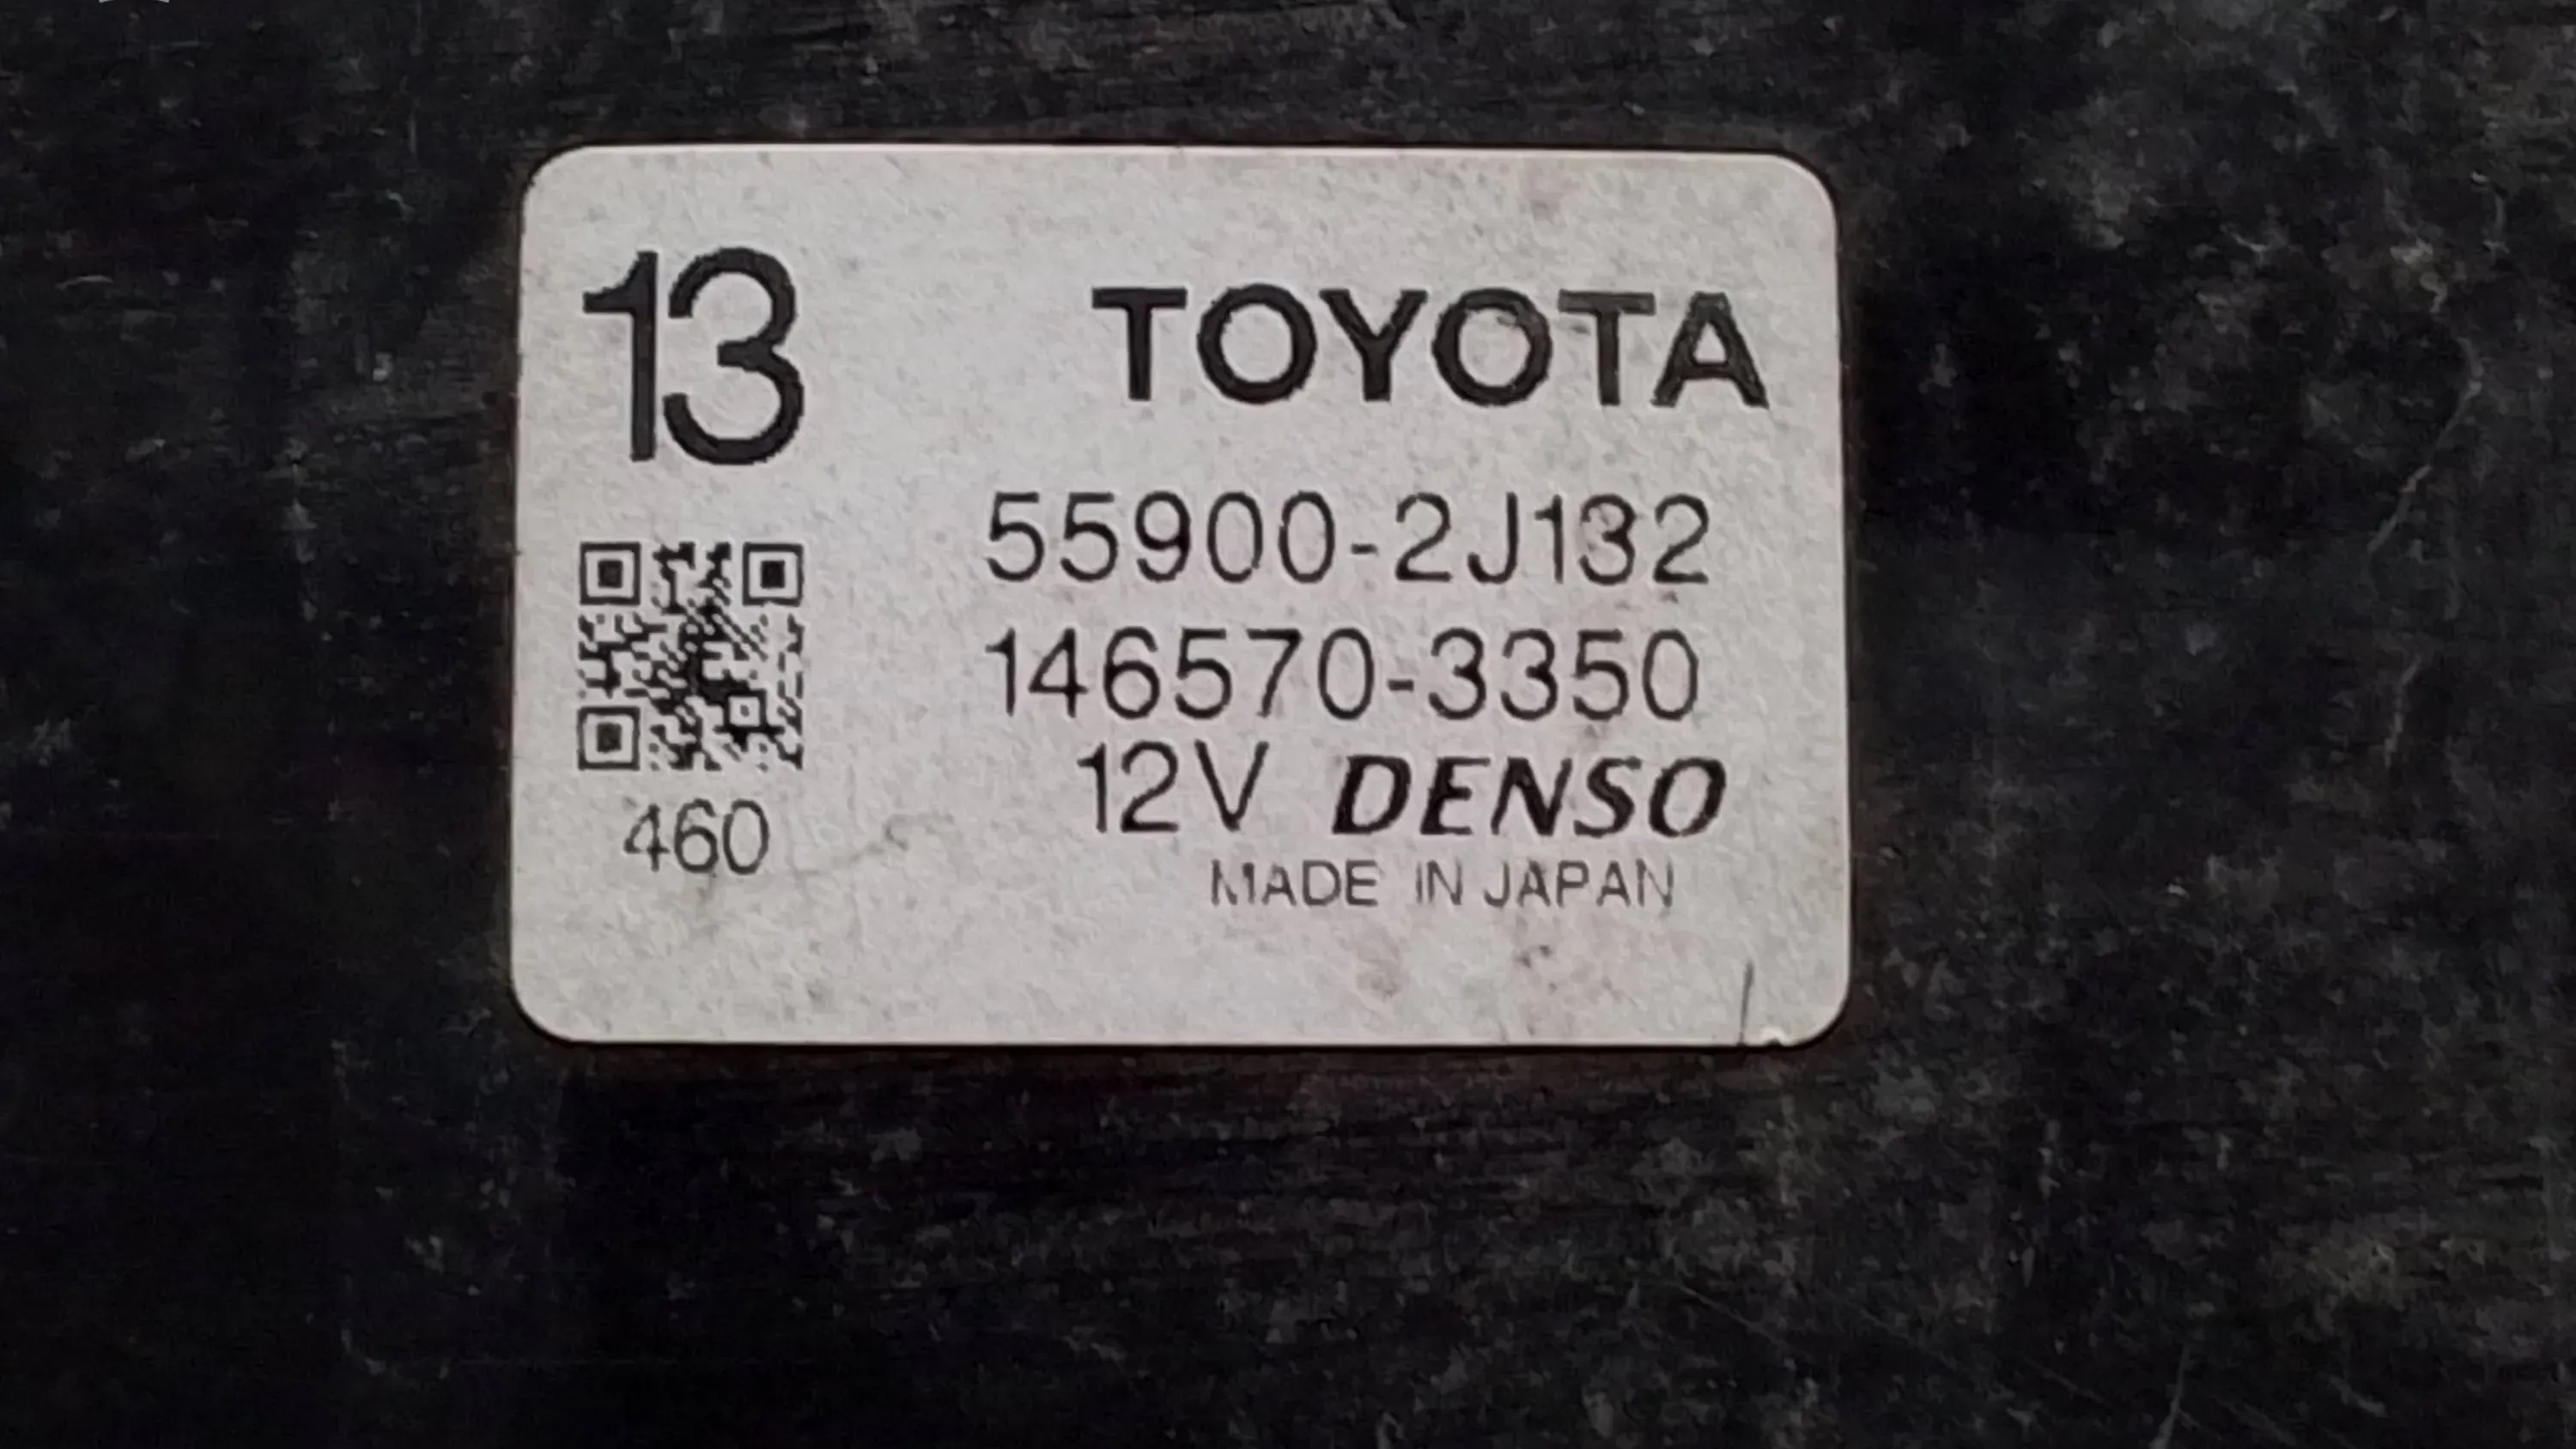 13
TOYOTA
55900-2J132
146570-3350
12V DENSO
MADE IN JAPAN
460